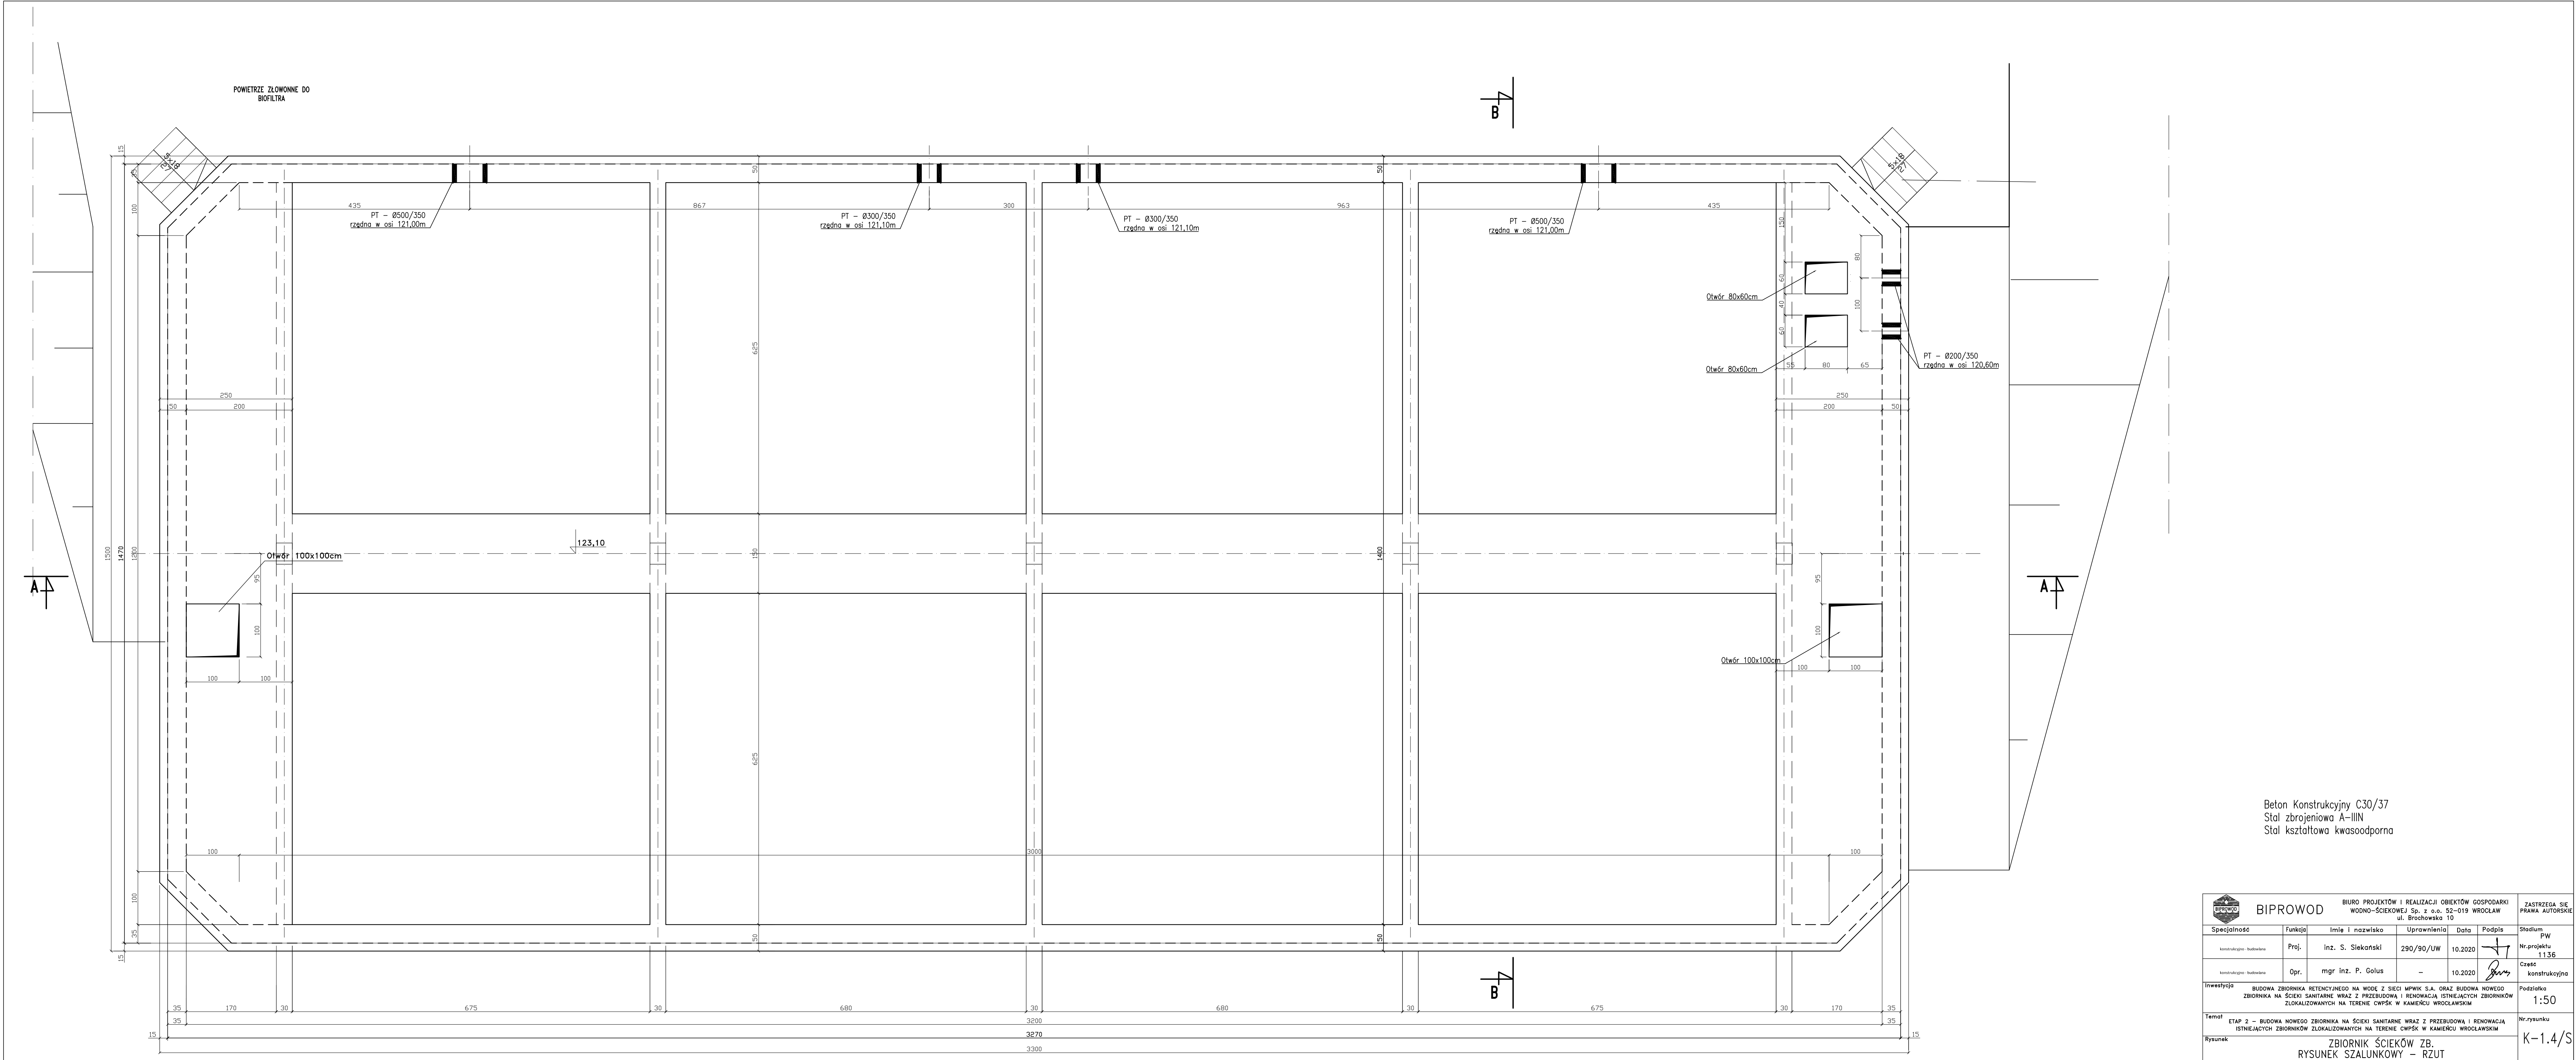 POWIETRZE ZŁOWONNE DO
BIOFILTRA
B
5x18
27
5x18
27
15
35
100
1500
1470
1200
100
35
15
50
50
435
867
300
963
435
PT - Ø500/350
rzędna w osi 121,00m
PT - Ø300/350
rzędna w osi 121,10m
PT - Ø300/350
rzędna w osi 121,10m
PT - Ø500/350
rzędna w osi 121,00m
150
60
40
60
80
100
Otwór 80x60cm
Otwór 80x60cm
55
80
65
PT - Ø200/350
rzędna w osi 120,60m
625
250
50
200
250
200
50
123,10
Otwór 100x100cm
150
1400
95
100
95
100
A
A
Otwór 100x100cm
100
100
100
100
625
100
3000
100
50
50
B
35
170
30
675
30
680
30
680
30
675
30
170
35
35
3200
35
15
3270
15
3300
Beton Konstrukcyjny C30/37
Stal zbrojeniowa A-IIIN
Stal kształtowa kwasoodporna
BIPROWOD
BIPROWOD
BIURO PROJEKTÓW I REALIZACJI OBIEKTÓW GOSPODARKI
WODNO-ŚCIEKOWEJ Sp. z o.o. 52-019 WROCŁAW
ul. Brochowska 10
ZASTRZEGA SIĘ
PRAWA AUTORSKIE
Specjalność
Funkcja
Imię i nazwisko
Uprawnienia
Data
Podpis
Stadium
PW
konstrukcyjno - budowlana
Proj.
inż. S. Siekański
290/90/UW
10.2020
Nr.projektu
1136
konstrukcyjno - budowlana
Opr.
mgr inż. P. Golus
-
10.2020
Część
konstrukcyjna
Inwestycja
BUDOWA ZBIORNIKA RETENCYJNEGO NA WODĘ Z SIECI MPWIK S.A. ORAZ BUDOWA NOWEGO
ZBIORNIKA NA ŚCIEKI SANITARNE WRAZ Z PRZEBUDOWĄ I RENOWACJĄ ISTNIEJĄCYCH ZBIORNIKÓW
ZLOKALIZOWANYCH NA TERENIE CWPŚK W KAMIEŃCU WROCŁAWSKIM
Podziałka
1:50
Temat
ETAP 2 - BUDOWA NOWEGO ZBIORNIKA NA ŚCIEKI SANITARNE WRAZ Z PRZEBUDOWĄ I RENOWACJĄ
ISTNIEJĄCYCH ZBIORNIKÓW ZLOKALIZOWANYCH NA TERENIE CWPŚK W KAMIEŃCU WROCŁAWSKIM
Nr.rysunku
K-1.4/S
Rysunek
ZBIORNIK ŚCIEKÓW ZB.
RYSUNEK SZALUNKOWY - RZUT